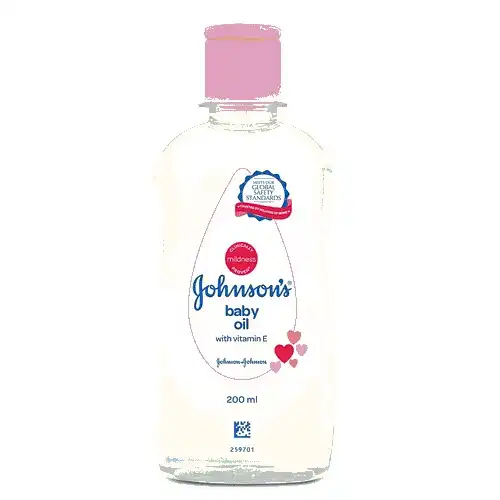 MEETS OUR
GLOBAL
SAFETY
STANDARDS
CLINICALLY
mildness
PROVEN
Johnson's®
baby
oil
with vitamin E
Johnson+Johnson
200 ml
259701